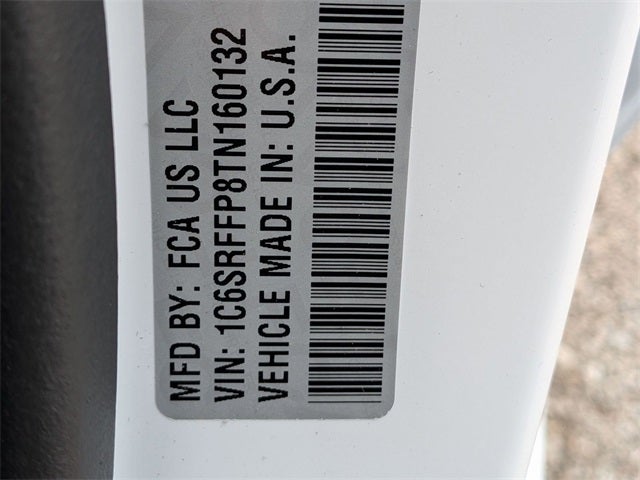 MFD BY: FCA US LLC
VIN: 1C6SRFFP8TN160132
VEHICLE MADE IN: U.S.A.